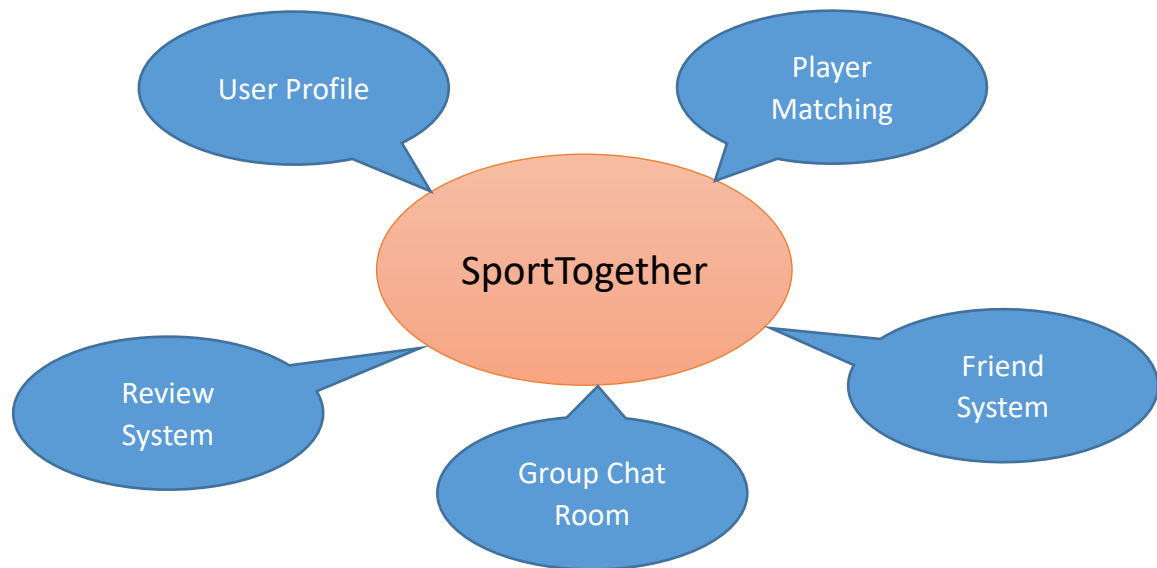 User Profile
Player
Matching
SportTogether
Review
System
Friend
System
Group Chat
Room